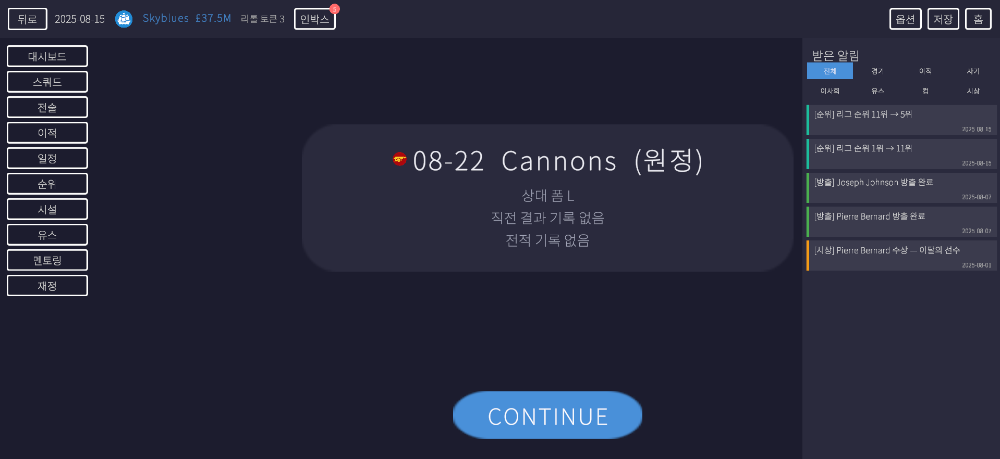 뒤로
2025-08-15
Skyblues £37.5M
리롤 토큰 3
인박스
5
옵션
저장
홈
대시보드
스쿼드
전술
이적
일정
순위
시설
유스
멘토링
재정
08-22 Cannons (원정)
상대 폼 L
직전 결과 기록 없음
전적 기록 없음
CONTINUE
받은 알림
전체 경기 이적 사기
이사회 유스 컵 시상
[순위] 리그 순위 11위 → 5위
2025-08-15
[순위] 리그 순위 1위 → 11위
2025-08-15
[방출] Joseph Johnson 방출 완료
2025-08-07
[방출] Pierre Bernard 방출 완료
2025-08-07
[시상] Pierre Bernard 수상 — 이달의 선수
2025-08-01